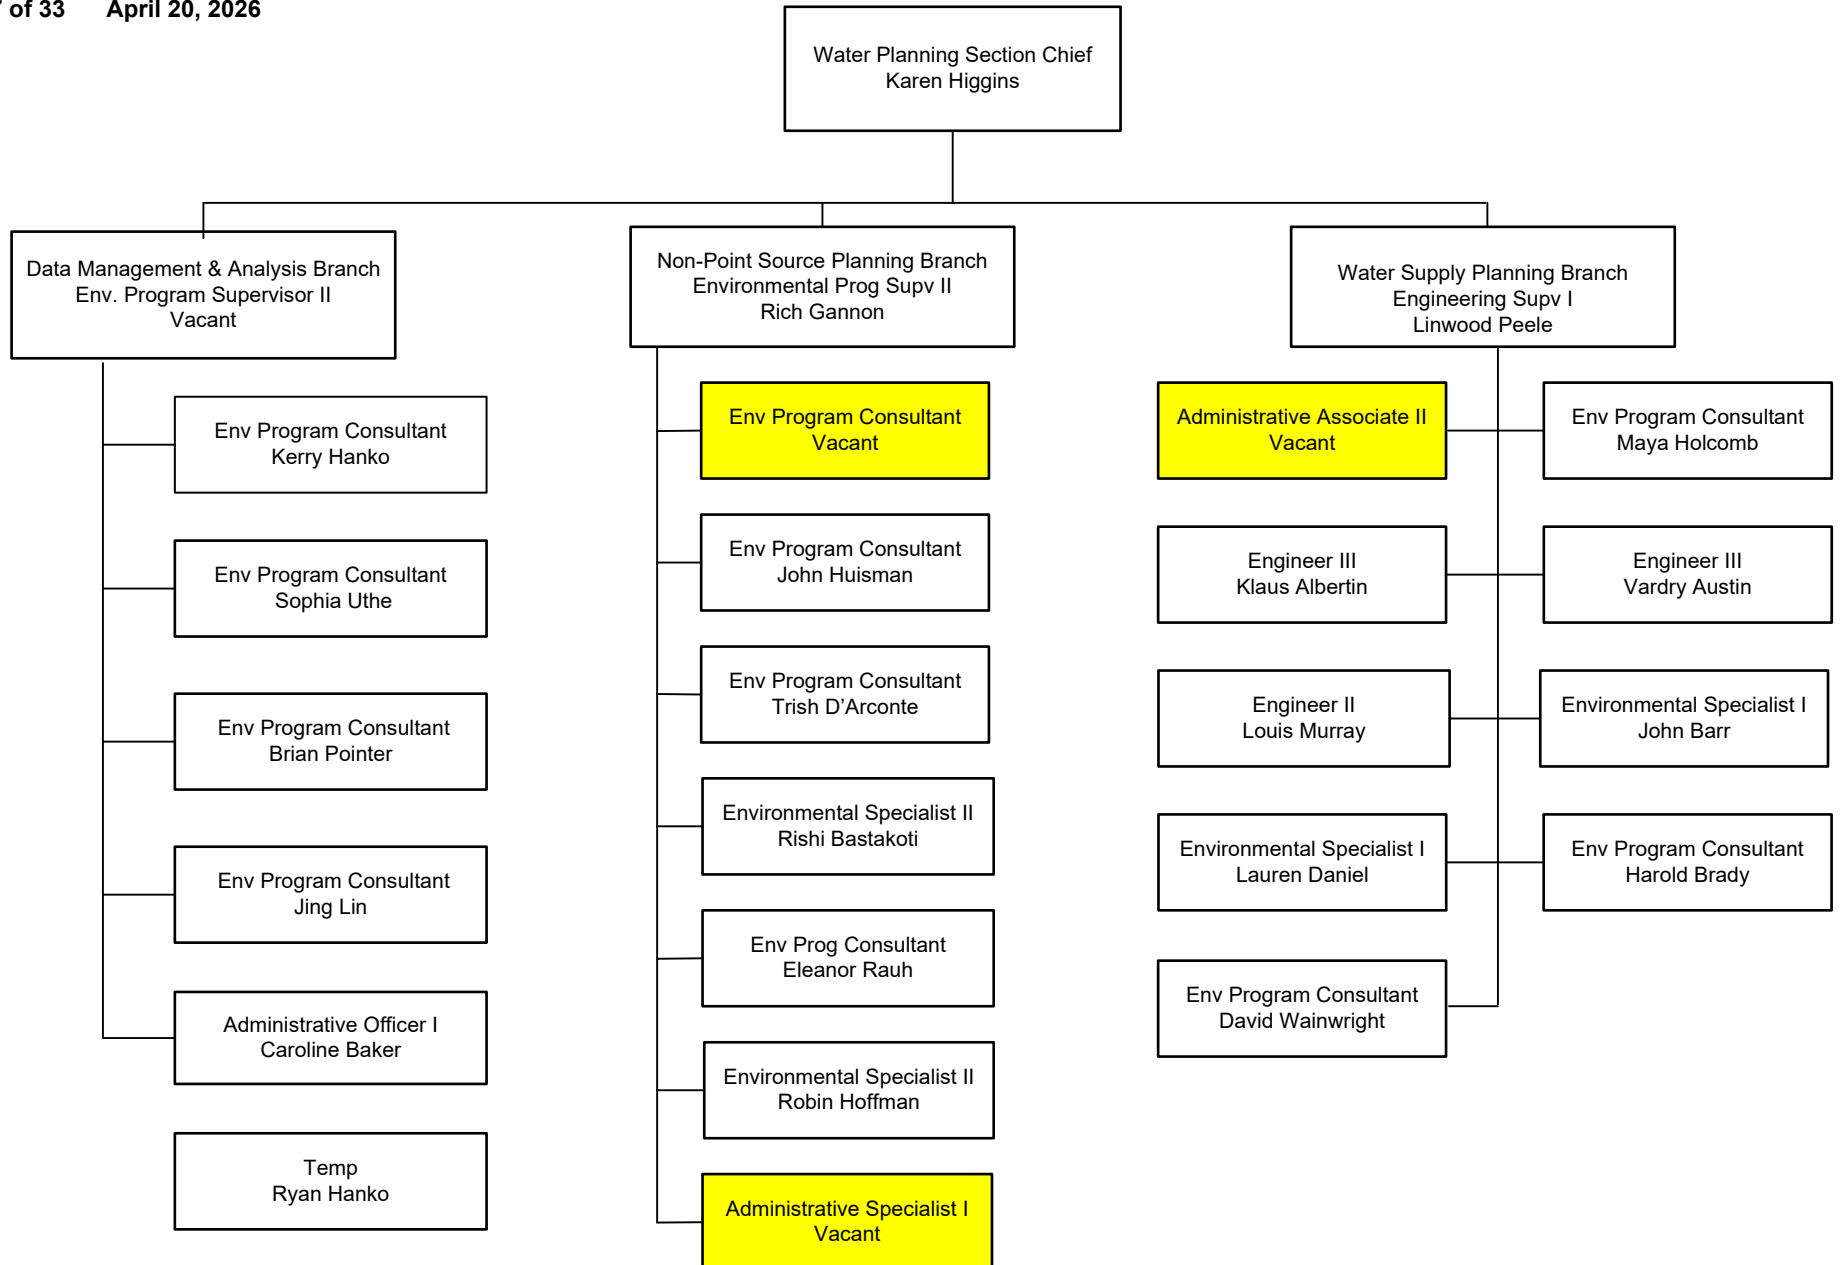 of 33 April 20, 2026
Water Planning Section Chief
Karen Higgins
Data Management & Analysis Branch
Env. Program Supervisor II
Vacant
Non-Point Source Planning Branch
Environmental Prog Supv II
Rich Gannon
Water Supply Planning Branch
Engineering Supv I
Linwood Peele
Env Program Consultant
Kerry Hanko
Env Program Consultant
Sophia Uthe
Env Program Consultant
Brian Pointer
Env Program Consultant
Jing Lin
Administrative Officer I
Caroline Baker
Temp
Ryan Hanko
Env Program Consultant
Vacant
Env Program Consultant
John Huisman
Env Program Consultant
Trish D’Arconte
Environmental Specialist II
Rishi Bastakoti
Env Prog Consultant
Eleanor Rauh
Environmental Specialist II
Robin Hoffman
Administrative Specialist I
Vacant
Administrative Associate II
Vacant
Env Program Consultant
Maya Holcomb
Engineer III
Klaus Albertin
Engineer III
Vardry Austin
Engineer II
Louis Murray
Environmental Specialist I
John Barr
Environmental Specialist I
Lauren Daniel
Env Program Consultant
Harold Brady
Env Program Consultant
David Wainwright